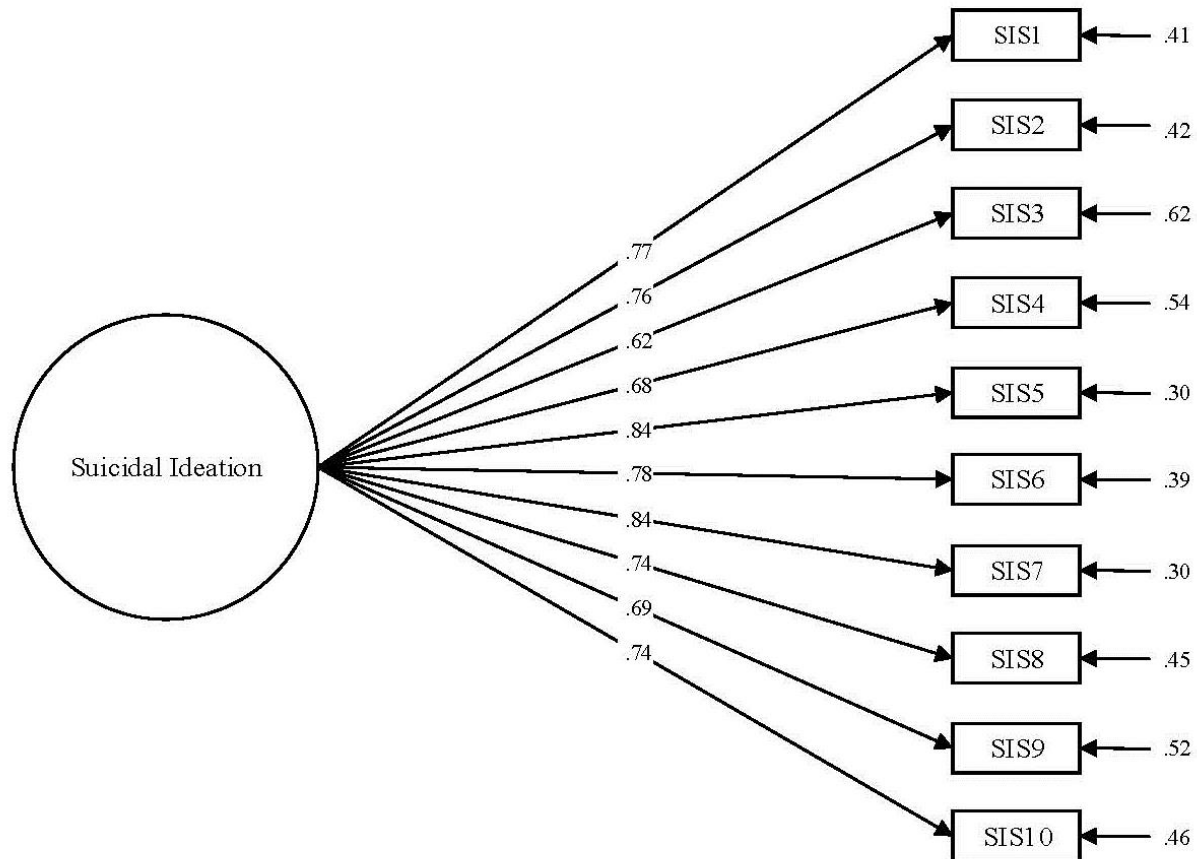 SIS1 .41
SIS2 .42
SIS3 .62
.77
.76
SIS4 .54
.62
.68
SIS5 .30
.84
Suicidal Ideation
.78
SIS6 .39
.84
SIS7 .30
.74
.69
SIS8 .45
.74
SIS9 .52
SIS10 .46